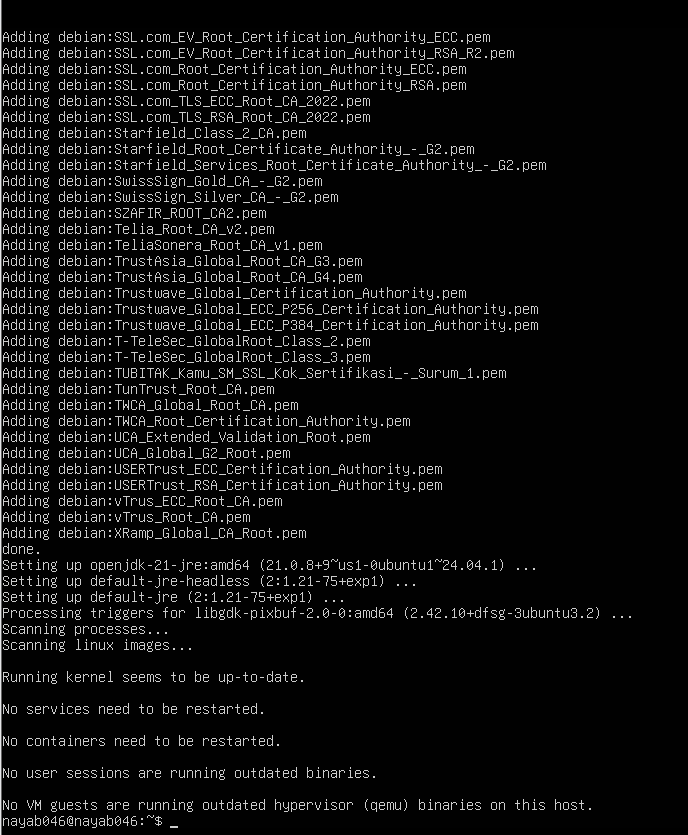 Adding debian:SSL.com_EV_Root_Certification_Authority_ECC.pem
Adding debian:SSL.com_EV_Root_Certification_Authority_RSA_R2.pem
Adding debian:SSL.com_Root_Certification_Authority_ECC.pem
Adding debian:SSL.com_Root_Certification_Authority_RSA.pem
Adding debian:SSL.com_TLS_ECC_Root_CA_2022.pem
Adding debian:SSL.com_TLS_RSA_Root_CA_2022.pem
Adding debian:Starfield_Class_2_CA.pem
Adding debian:Starfield_Root_Certificate_Authority_-_G2.pem
Adding debian:Starfield_Services_Root_Certificate_Authority_-_G2.pem
Adding debian:SwissSign_Gold_CA_-_G2.pem
Adding debian:SwissSign_Silver_CA_-_G2.pem
Adding debian:SZAFIR_ROOT_CA2.pem
Adding debian:Telia_Root_CA_v2.pem
Adding debian:TeliaSonera_Root_CA_v1.pem
Adding debian:TrustAsia_Global_Root_CA_G3.pem
Adding debian:TrustAsia_Global_Root_CA_G4.pem
Adding debian:Trustwave_Global_Certification_Authority.pem
Adding debian:Trustwave_Global_ECC_P256_Certification_Authority.pem
Adding debian:Trustwave_Global_ECC_P384_Certification_Authority.pem
Adding debian:T-TeleSec_GlobalRoot_Class_2.pem
Adding debian:T-TeleSec_GlobalRoot_Class_3.pem
Adding debian:TUBITAK_Kamu_SM_SSL_Kok_Sertifikasi_-_Surum_1.pem
Adding debian:TunTrust_Root_CA.pem
Adding debian:TWCA_Global_Root_CA.pem
Adding debian:TWCA_Root_Certification_Authority.pem
Adding debian:UCA_Extended_Validation_Root.pem
Adding debian:UCA_Global_G2_Root.pem
Adding debian:USERTrust_ECC_Certification_Authority.pem
Adding debian:USERTrust_RSA_Certification_Authority.pem
Adding debian:vTrus_ECC_Root_CA.pem
Adding debian:vTrus_Root_CA.pem
Adding debian:XRamp_Global_CA_Root.pem
done.
Setting up openjdk-21-jre:amd64 (21.0.8+9~us1-0ubuntu1~24.04.1) ...
Setting up default-jre-headless (2:1.21-75+exp1) ...
Setting up default-jre (2:1.21-75+exp1) ...
Processing triggers for libgdk-pixbuf-2.0-0:amd64 (2.42.10+dfsg-3ubuntu3.2) ...
Scanning processes...
Scanning linux images...
Running kernel seems to be up-to-date.
No services need to be restarted.
No containers need to be restarted.
No user sessions are running outdated binaries.
No VM guests are running outdated hypervisor (qemu) binaries on this host.
nayab046@nayab046:~$ _